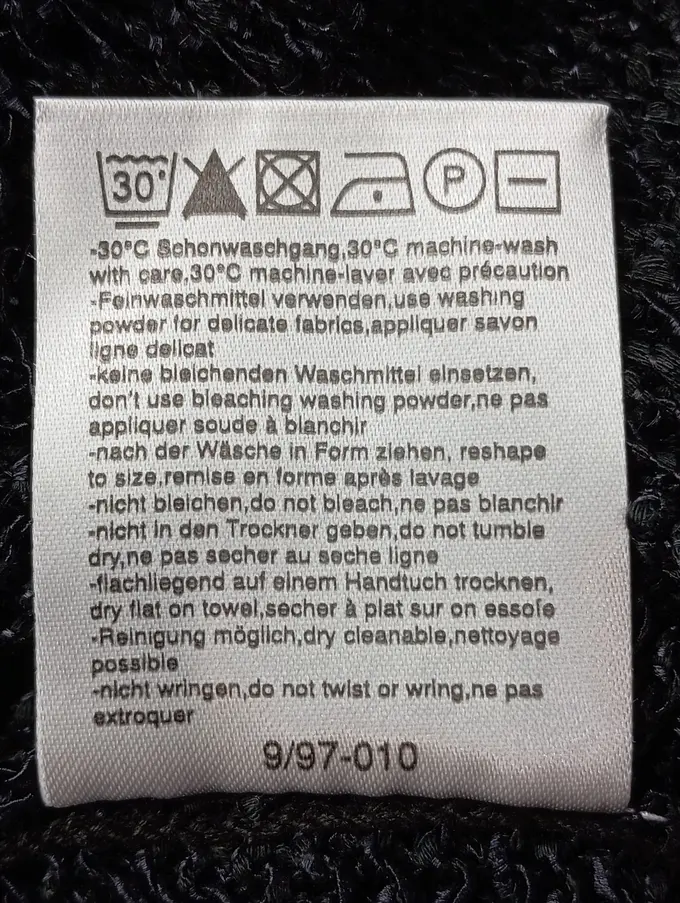 30° P
-30°C Schonwaschgang,30°C machine-wash
with care,30°C machine-laver avec précaution
-Feinwaschmittel verwenden,use washing
powder for delicate fabrics,appliquer savon
ligne delicat
-keine bleichenden Waschmittel einsetzen,
don't use bleaching washing powder,ne pas
appliquer soude à blanchir
-nach der Wäsche in Form ziehen, reshape
to size,remise en forme après lavage
-nicht bleichen,do not bleach,ne pas blanchir
-nicht in den Trockner geben,do not tumble
dry,ne pas secher au seche ligne
-flachliegend auf einem Handtuch trocknen,
dry flat on towel,secher à plat sur on essoie
-Reinigung möglich,dry cleanable,nettoyage
possible
-nicht wringen,do not twist or wring,ne pas
extroquer
9/97-010